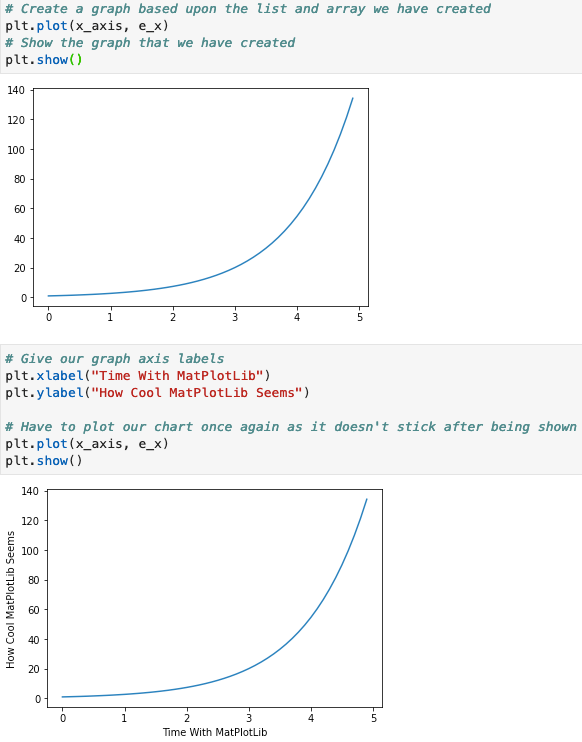 # Create a graph based upon the list and array we have created
plt.plot(x_axis, e_x)
# Show the graph that we have created
plt.show()
140
120
100
80
60
40
20
0
0 1 2 3 4 5
# Give our graph axis labels
plt.xlabel("Time With MatPlotLib")
plt.ylabel("How Cool MatPlotLib Seems")
# Have to plot our chart once again as it doesn't stick after being shown
plt.plot(x_axis, e_x)
plt.show()
How Cool MatPlotLib Seems
140
120
100
80
60
40
20
0
0 1 2 3 4 5
Time With MatPlotLib